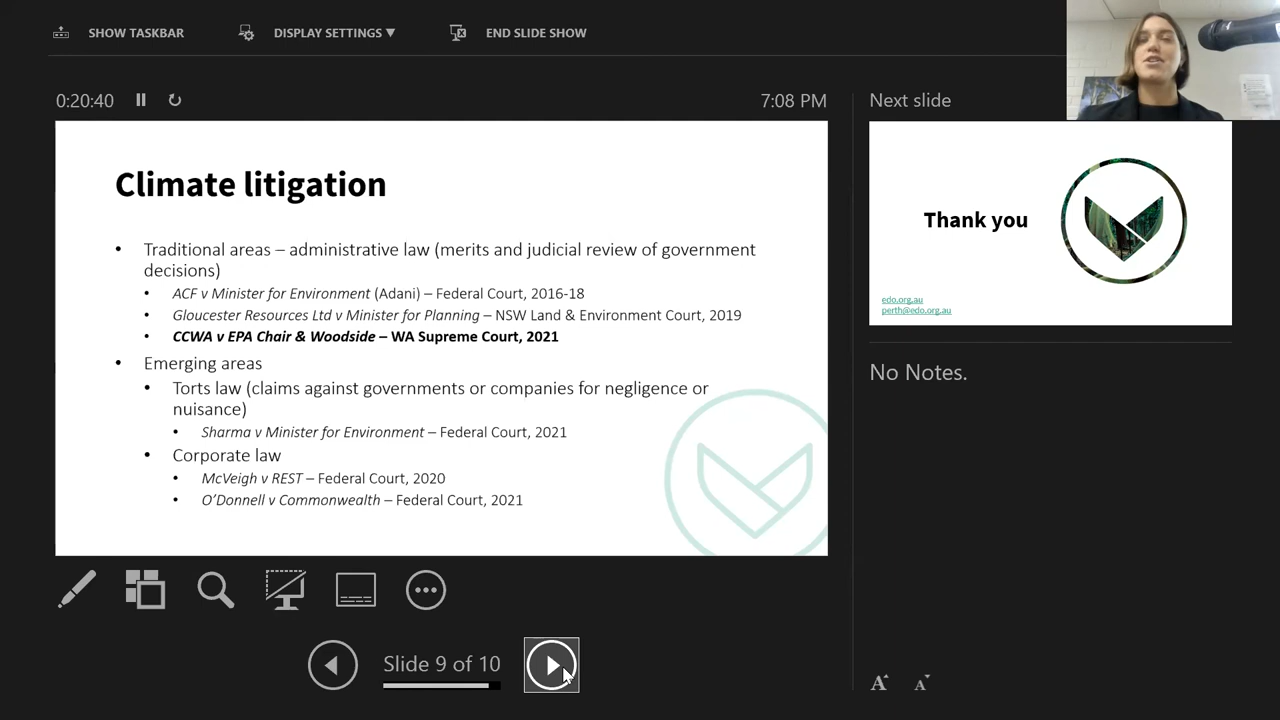 SHOW TASKBAR
DISPLAY SETTINGS ▼
END SLIDE SHOW
0:20:40
7:08 PM
Climate litigation
• Traditional areas – administrative law (merits and judicial review of government
decisions)
• ACF v Minister for Environment (Adani) – Federal Court, 2016-18
• Gloucester Resources Ltd v Minister for Planning – NSW Land & Environment Court, 2019
• CCWA v EPA Chair & Woodside – WA Supreme Court, 2021
• Emerging areas
• Torts law (claims against governments or companies for negligence or
nuisance)
• Sharma v Minister for Environment – Federal Court, 2021
• Corporate law
• McVeigh v REST – Federal Court, 2020
• O’Donnell v Commonwealth – Federal Court, 2021
Slide 9 of 10
Next slide
Thank you
edo.org.au
perth@edo.org.au
No Notes.
A
A